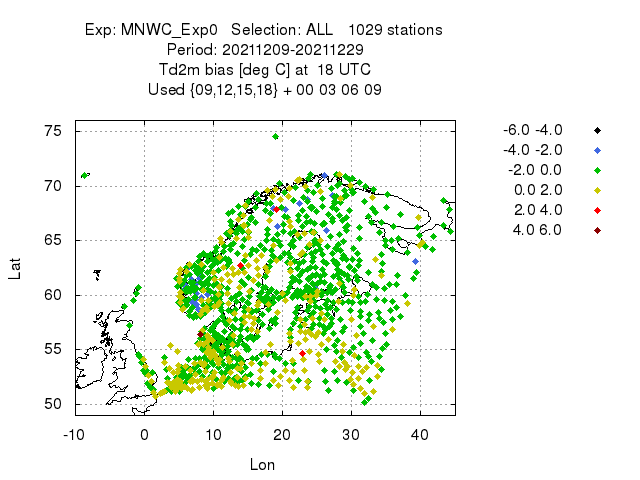 Exp: MNWC_Exp0   Selection: ALL   1029 stations
Period: 20211209-20211229
Td2m bias [deg C] at  18 UTC
Used {09,12,15,18} + 00 03 06 09
75
70
65
60
55
50
Lat
-10 0 10 20 30 40
Lon
-6.0 -4.0
-4.0 -2.0
-2.0 0.0
0.0 2.0
2.0 4.0
4.0 6.0